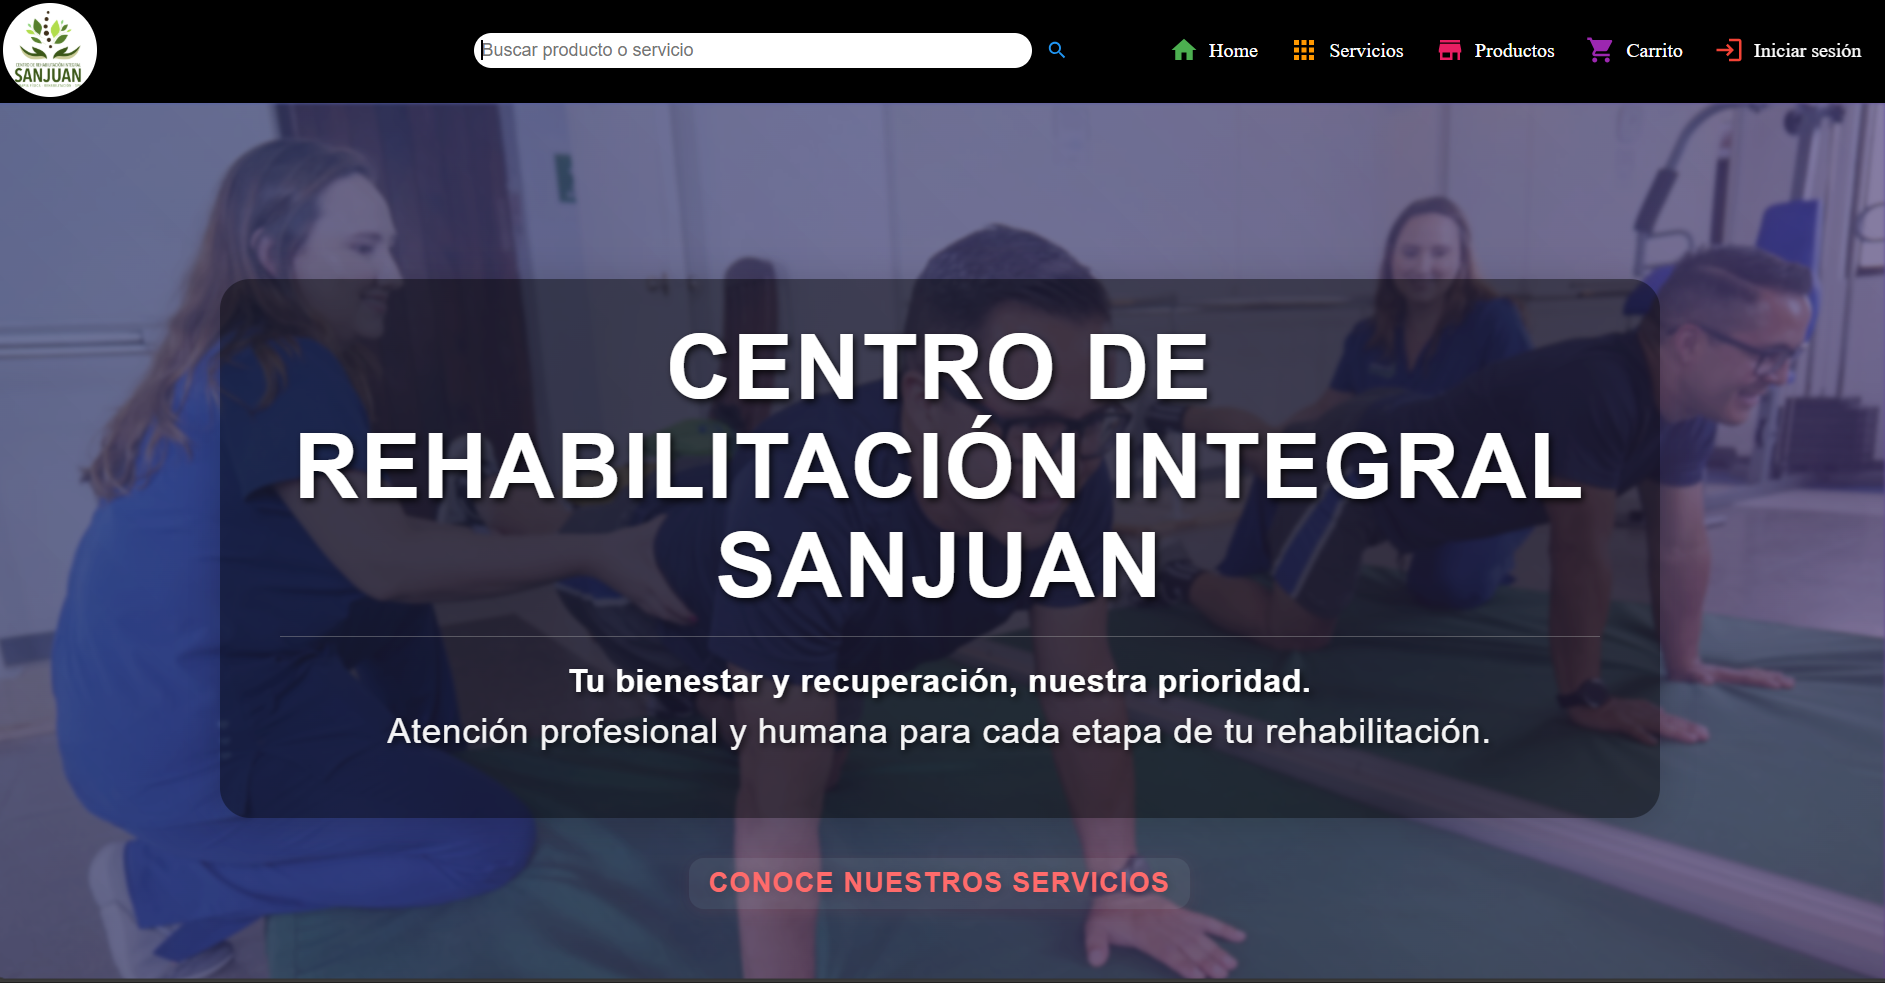 CENTRO DE REHABILITACIÓN INTEGRAL
SANJUAN
Buscar producto o servicio
Home
Servicios
Productos
Carrito
Iniciar sesión
CENTRO DE
REHABILITACIÓN INTEGRAL
SANJUAN
Tu bienestar y recuperación, nuestra prioridad.
Atención profesional y humana para cada etapa de tu rehabilitación.
CONOCE NUESTROS SERVICIOS